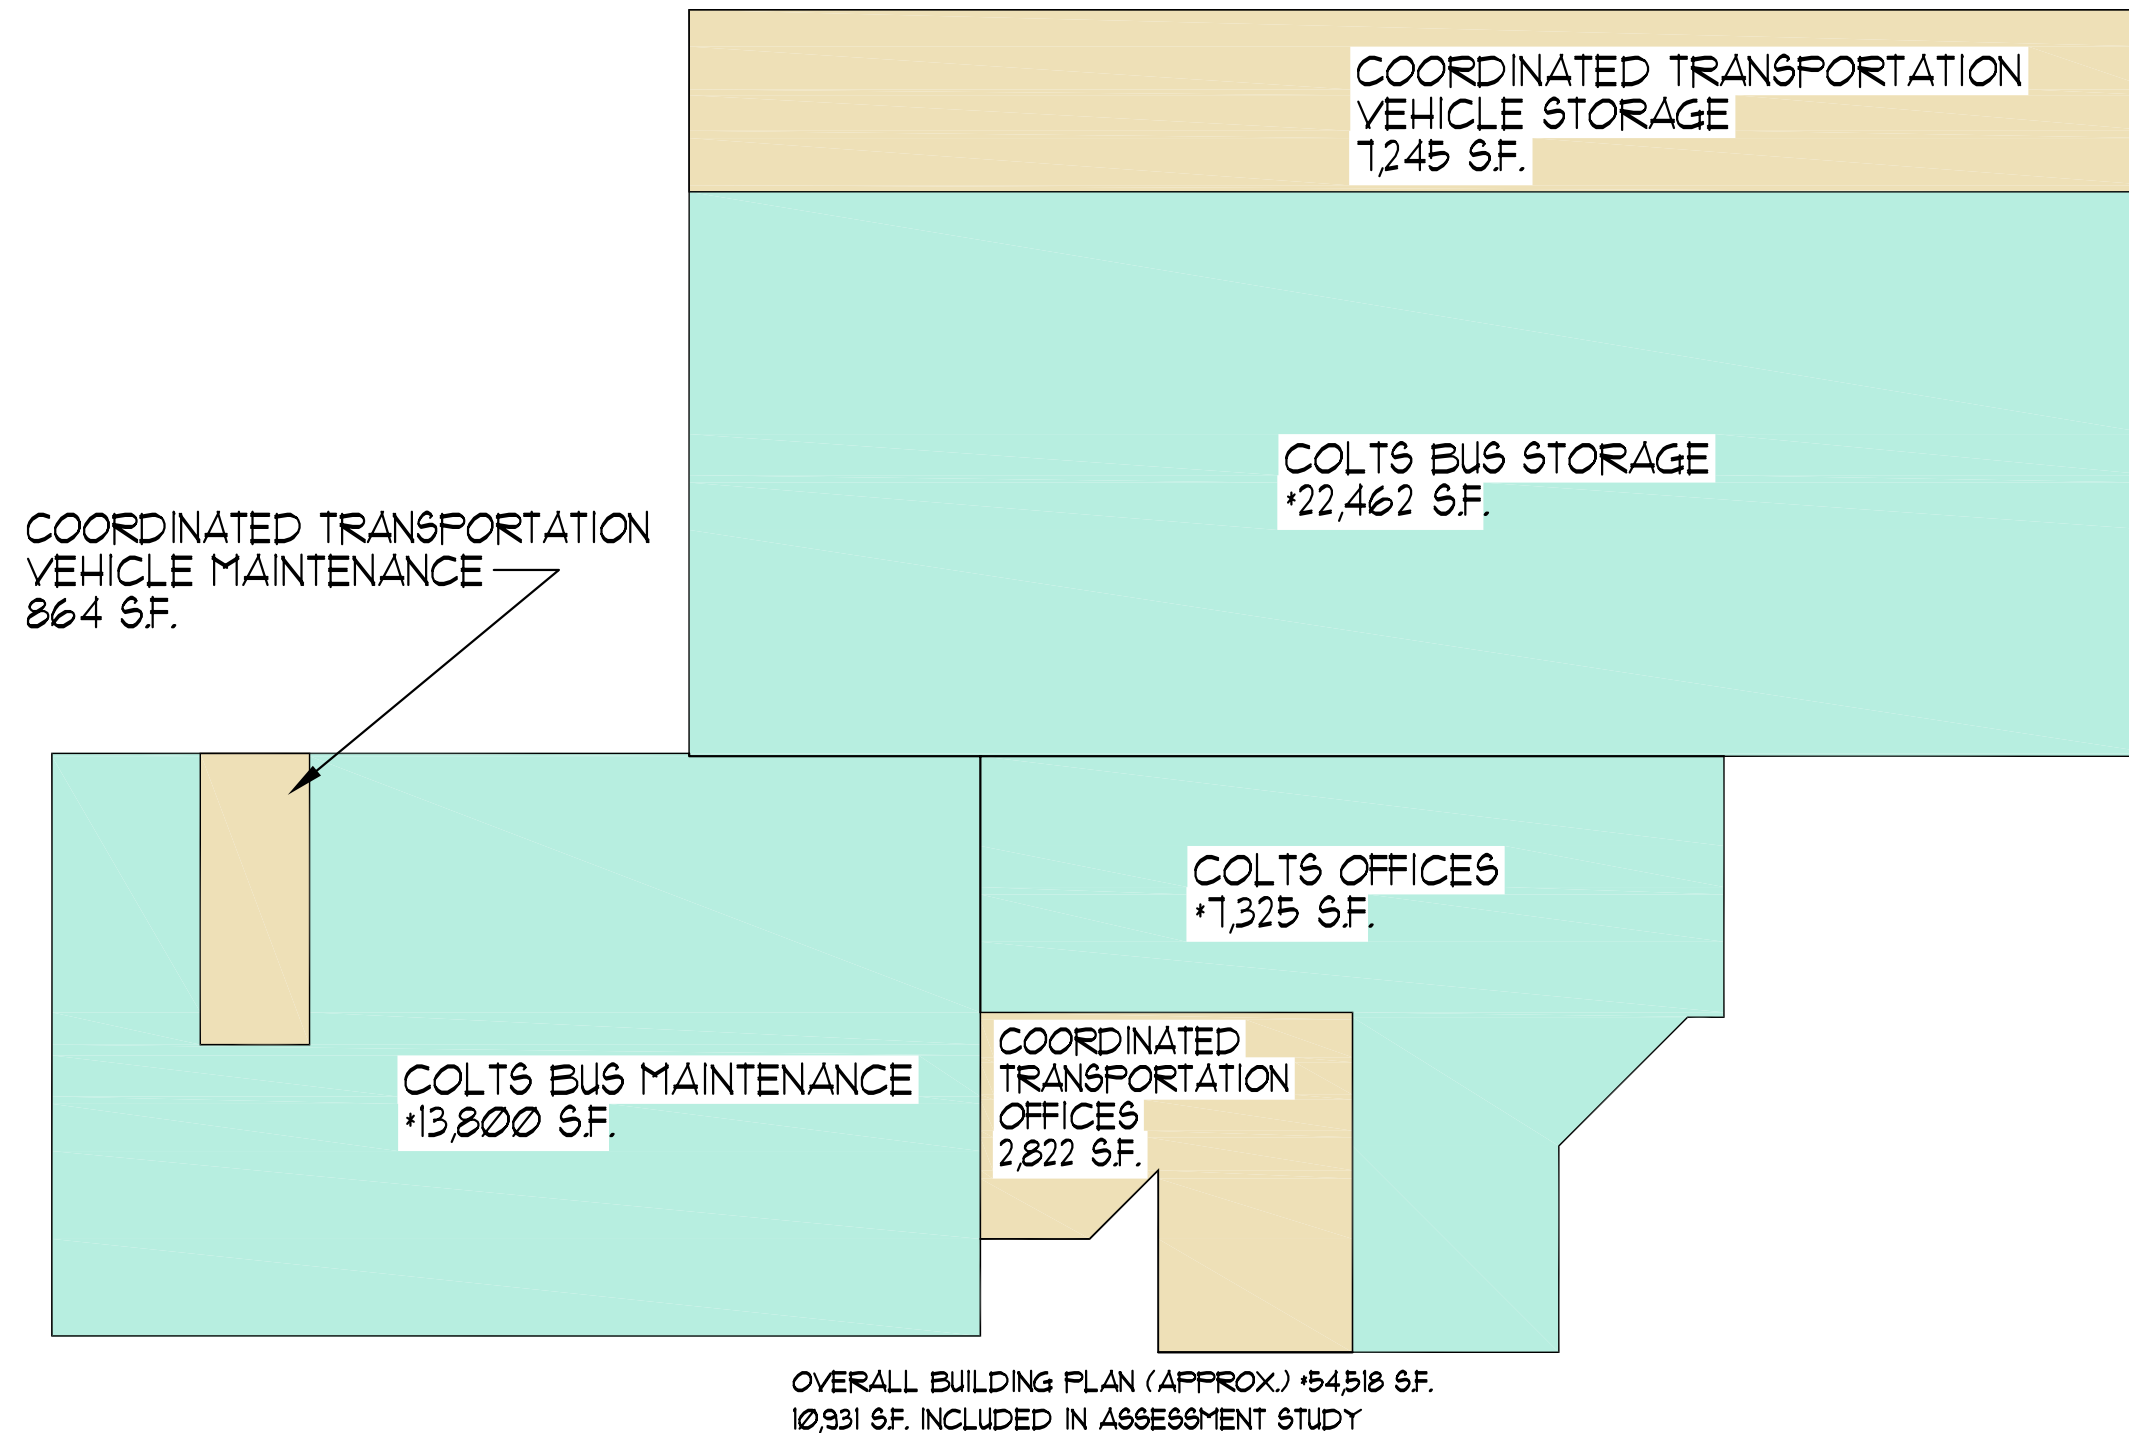 COORDINATED TRANSPORTATION
VEHICLE STORAGE
7,245 S.F.
COLTS BUS STORAGE
*22,462 S.F.
COORDINATED TRANSPORTATION
VEHICLE MAINTENANCE
864 S.F.
COLTS OFFICES
*7,325 S.F.
COORDINATED
TRANSPORTATION
OFFICES
2,822 S.F.
COLTS BUS MAINTENANCE
*13,800 S.F.
OVERALL BUILDING PLAN (APPROX.) *54,518 S.F.
10,931 S.F. INCLUDED IN ASSESSMENT STUDY